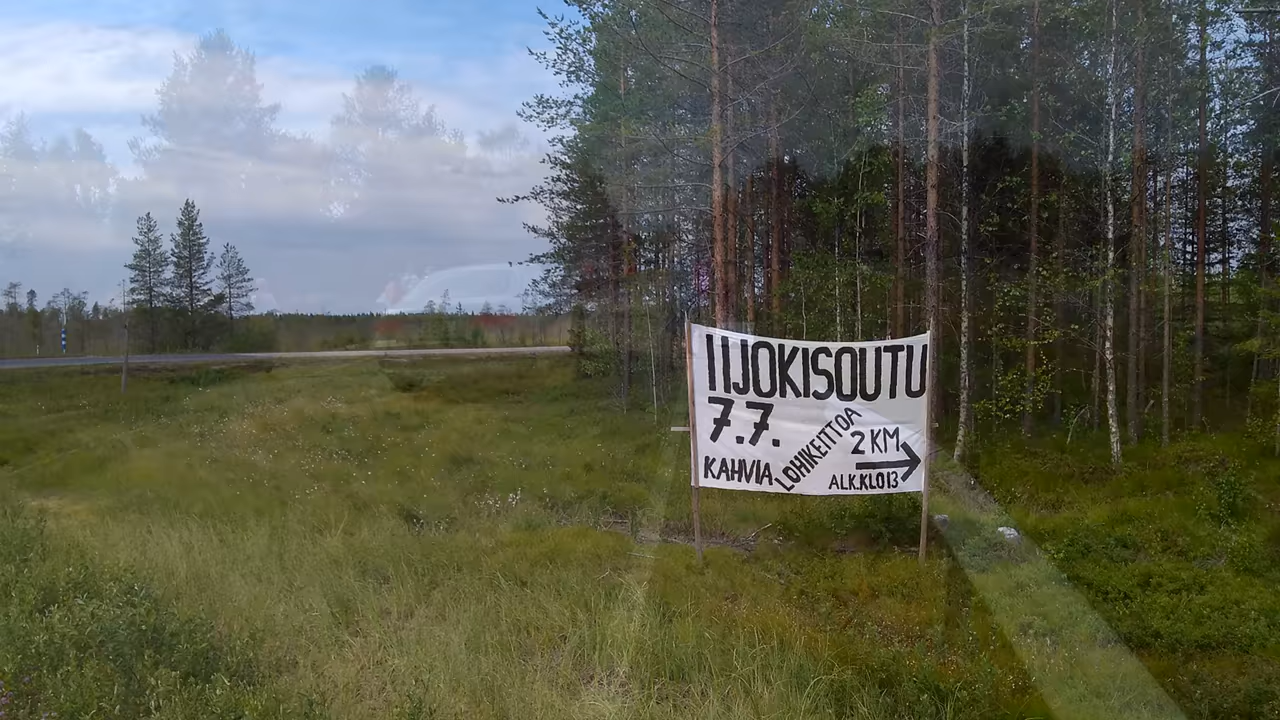 IIJOKISOUTU
7.7.
LOHIKEITTOA
2 KM
KAHVIA
ALK.KLO13